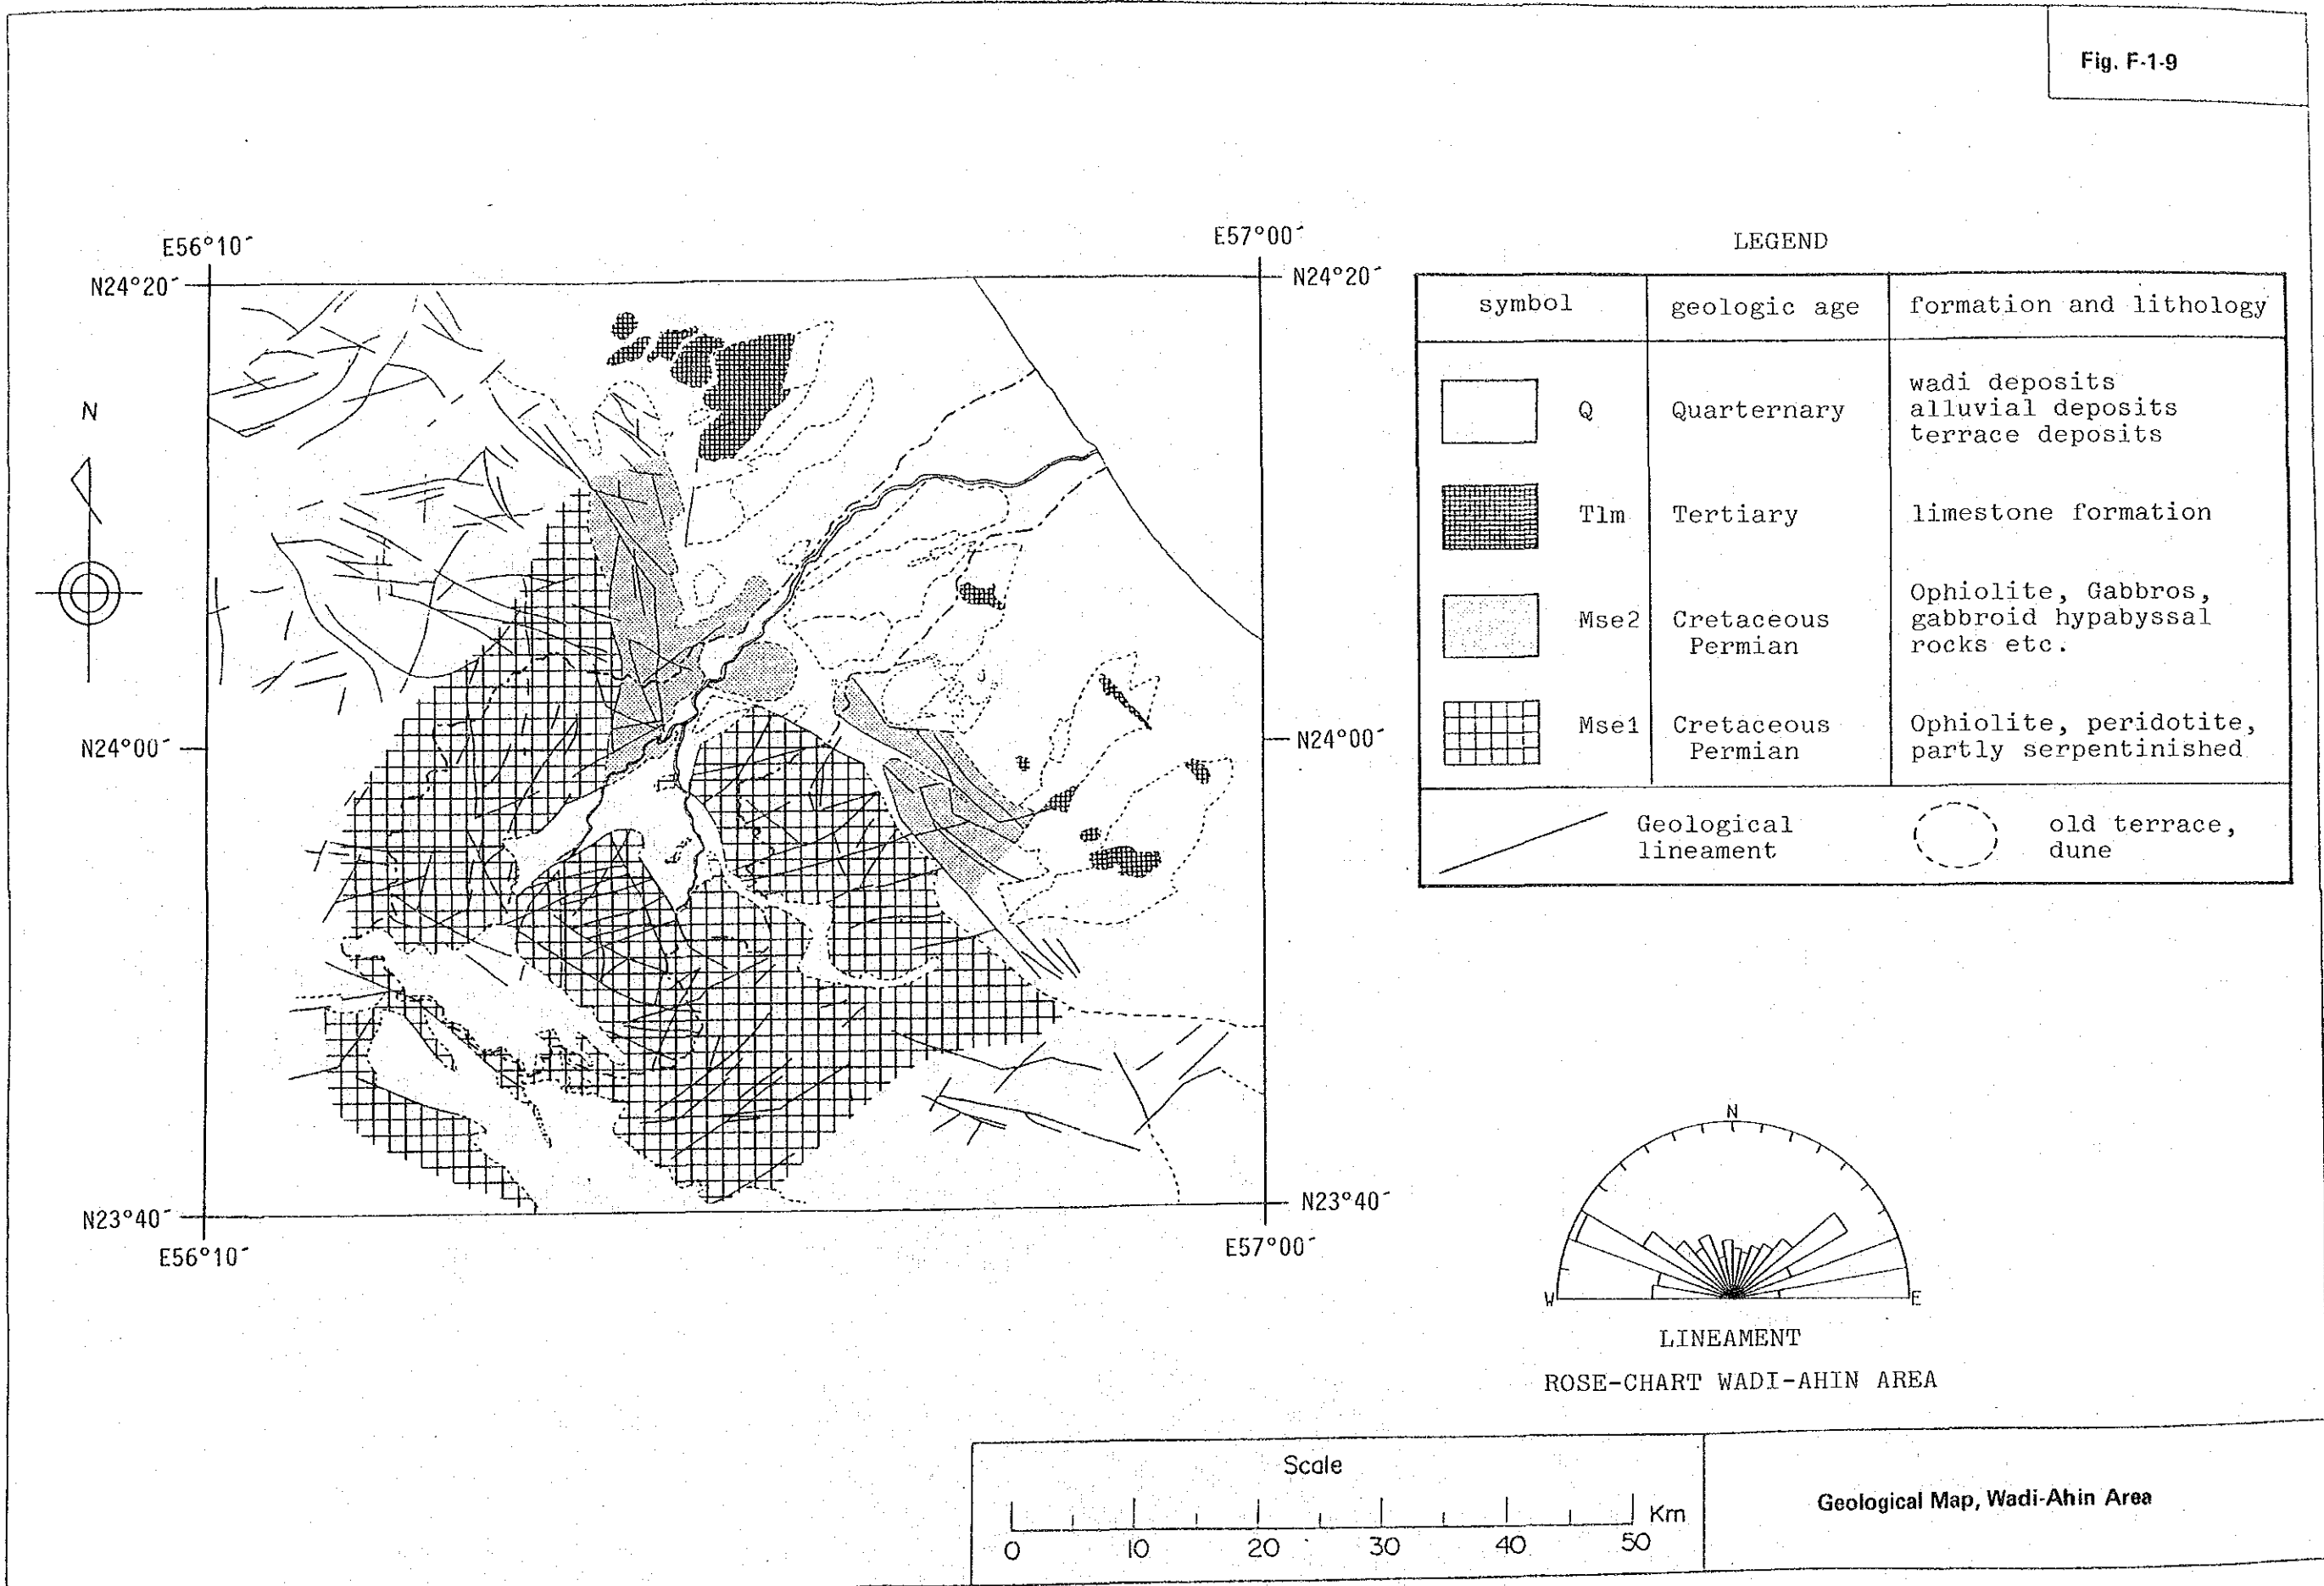 Fig. F-1-9
E56°10´
E57°00´
N24°20´
N24°20´
N
N24°00´
N24°00´
N23°40´
N23°40´
E56°10´
E57°00´
LEGEND
symbol geologic age formation and lithology
Q Quarternary wadi deposits
alluvial deposits
terrace deposits
Tlm Tertiary limestone formation
Mse2 Cretaceous
Permian
Ophiolite, Gabbros,
gabbroid hypabyssal
rocks etc.
Mse1 Cretaceous
Permian
Ophiolite, peridotite,
partly serpentinished
Geological
lineament
old terrace,
dune
N
W E
LINEAMENT
ROSE-CHART WADI-AHIN AREA
Scale
Km
0 10 20 30 40 50
Geological Map, Wadi-Ahin Area